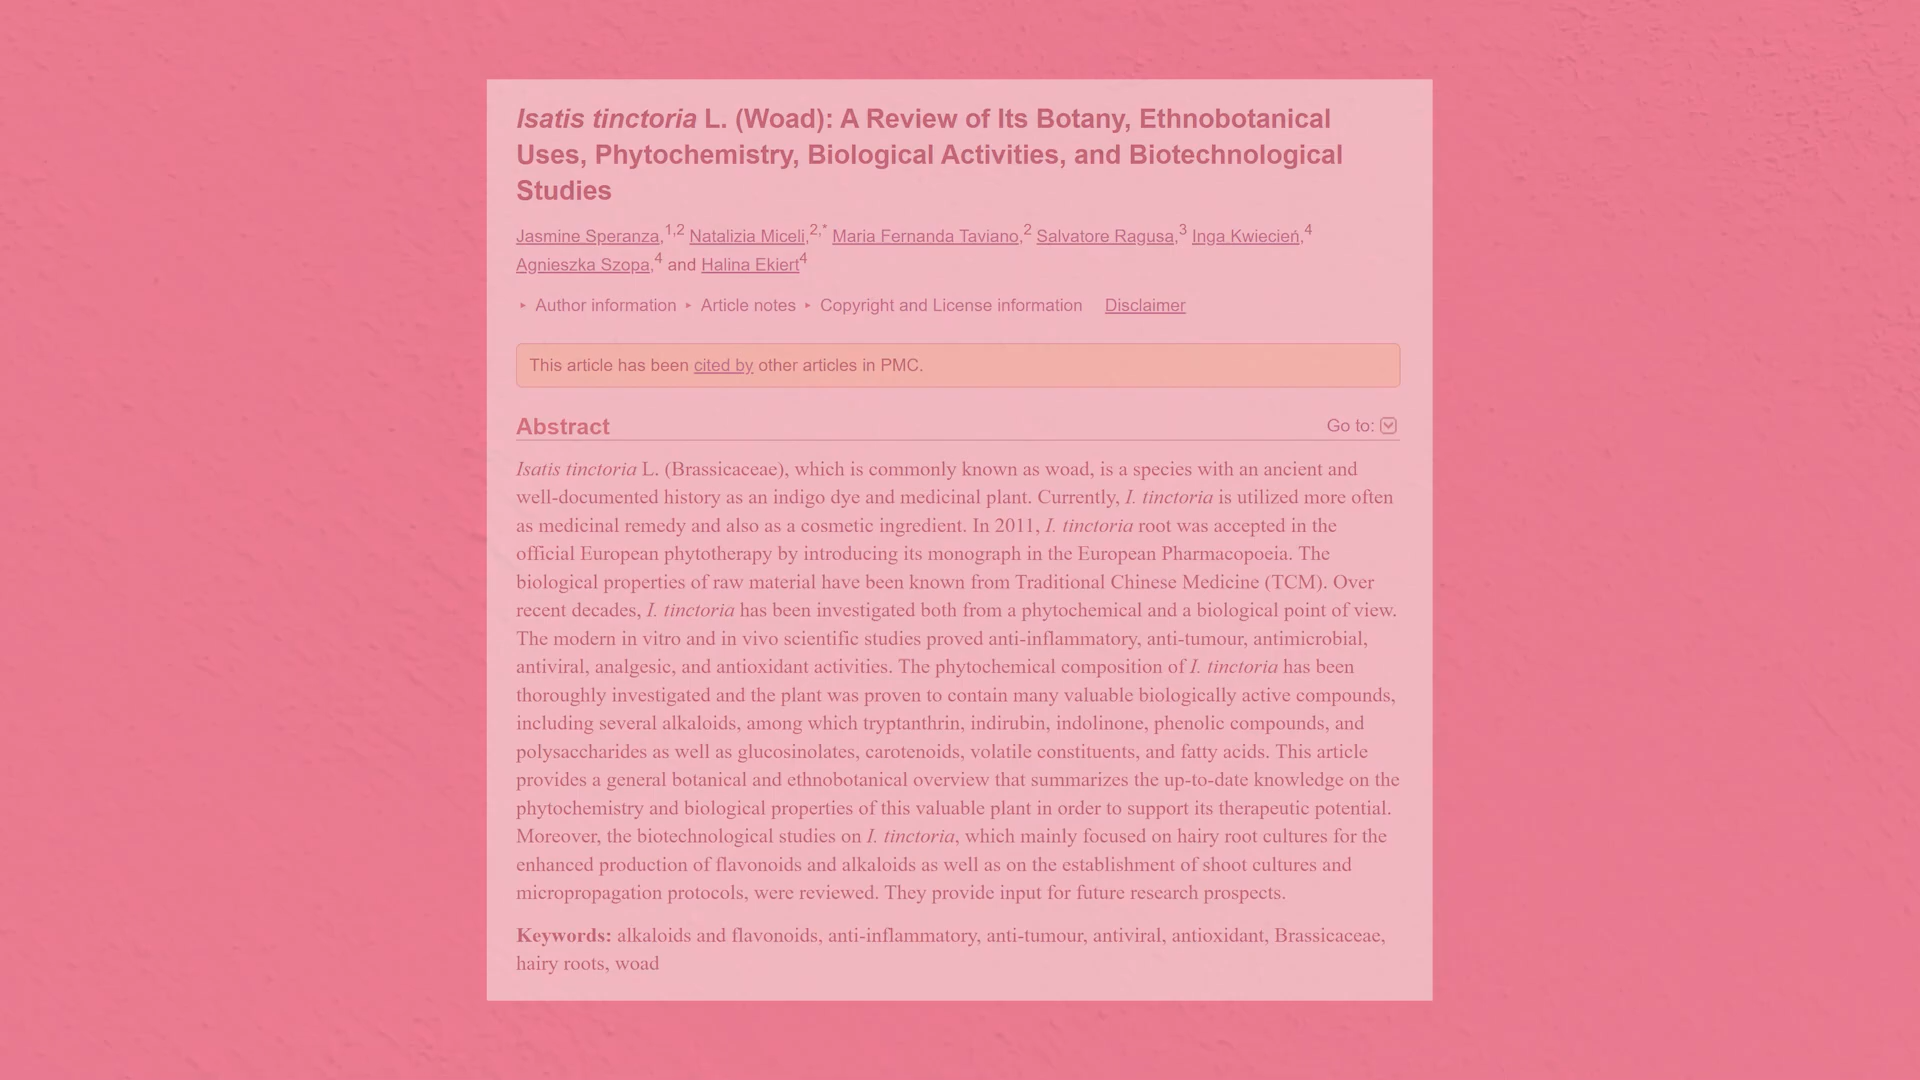 Isatis tinctoria L. (Woad): A Review of Its Botany, Ethnobotanical
Uses, Phytochemistry, Biological Activities, and Biotechnological
Studies
Jasmine Speranza,1,2 Natalizia Miceli,2,* Maria Fernanda Taviano,2 Salvatore Ragusa,3 Inga Kwiecień,4
Agnieszka Szopa,4 and Halina Ekiert4
▸ Author information ▸ Article notes ▸ Copyright and License information Disclaimer
This article has been cited by other articles in PMC.
Abstract Go to:
Isatis tinctoria L. (Brassicaceae), which is commonly known as woad, is a species with an ancient and
well-documented history as an indigo dye and medicinal plant. Currently, I. tinctoria is utilized more often
as medicinal remedy and also as a cosmetic ingredient. In 2011, I. tinctoria root was accepted in the
official European phytotherapy by introducing its monograph in the European Pharmacopoeia. The
biological properties of raw material have been known from Traditional Chinese Medicine (TCM). Over
recent decades, I. tinctoria has been investigated both from a phytochemical and a biological point of view.
The modern in vitro and in vivo scientific studies proved anti-inflammatory, anti-tumour, antimicrobial,
antiviral, analgesic, and antioxidant activities. The phytochemical composition of I. tinctoria has been
thoroughly investigated and the plant was proven to contain many valuable biologically active compounds,
including several alkaloids, among which tryptanthrin, indirubin, indolinone, phenolic compounds, and
polysaccharides as well as glucosinolates, carotenoids, volatile constituents, and fatty acids. This article
provides a general botanical and ethnobotanical overview that summarizes the up-to-date knowledge on the
phytochemistry and biological properties of this valuable plant in order to support its therapeutic potential.
Moreover, the biotechnological studies on I. tinctoria, which mainly focused on hairy root cultures for the
enhanced production of flavonoids and alkaloids as well as on the establishment of shoot cultures and
micropropagation protocols, were reviewed. They provide input for future research prospects.
Keywords: alkaloids and flavonoids, anti-inflammatory, anti-tumour, antiviral, antioxidant, Brassicaceae,
hairy roots, woad